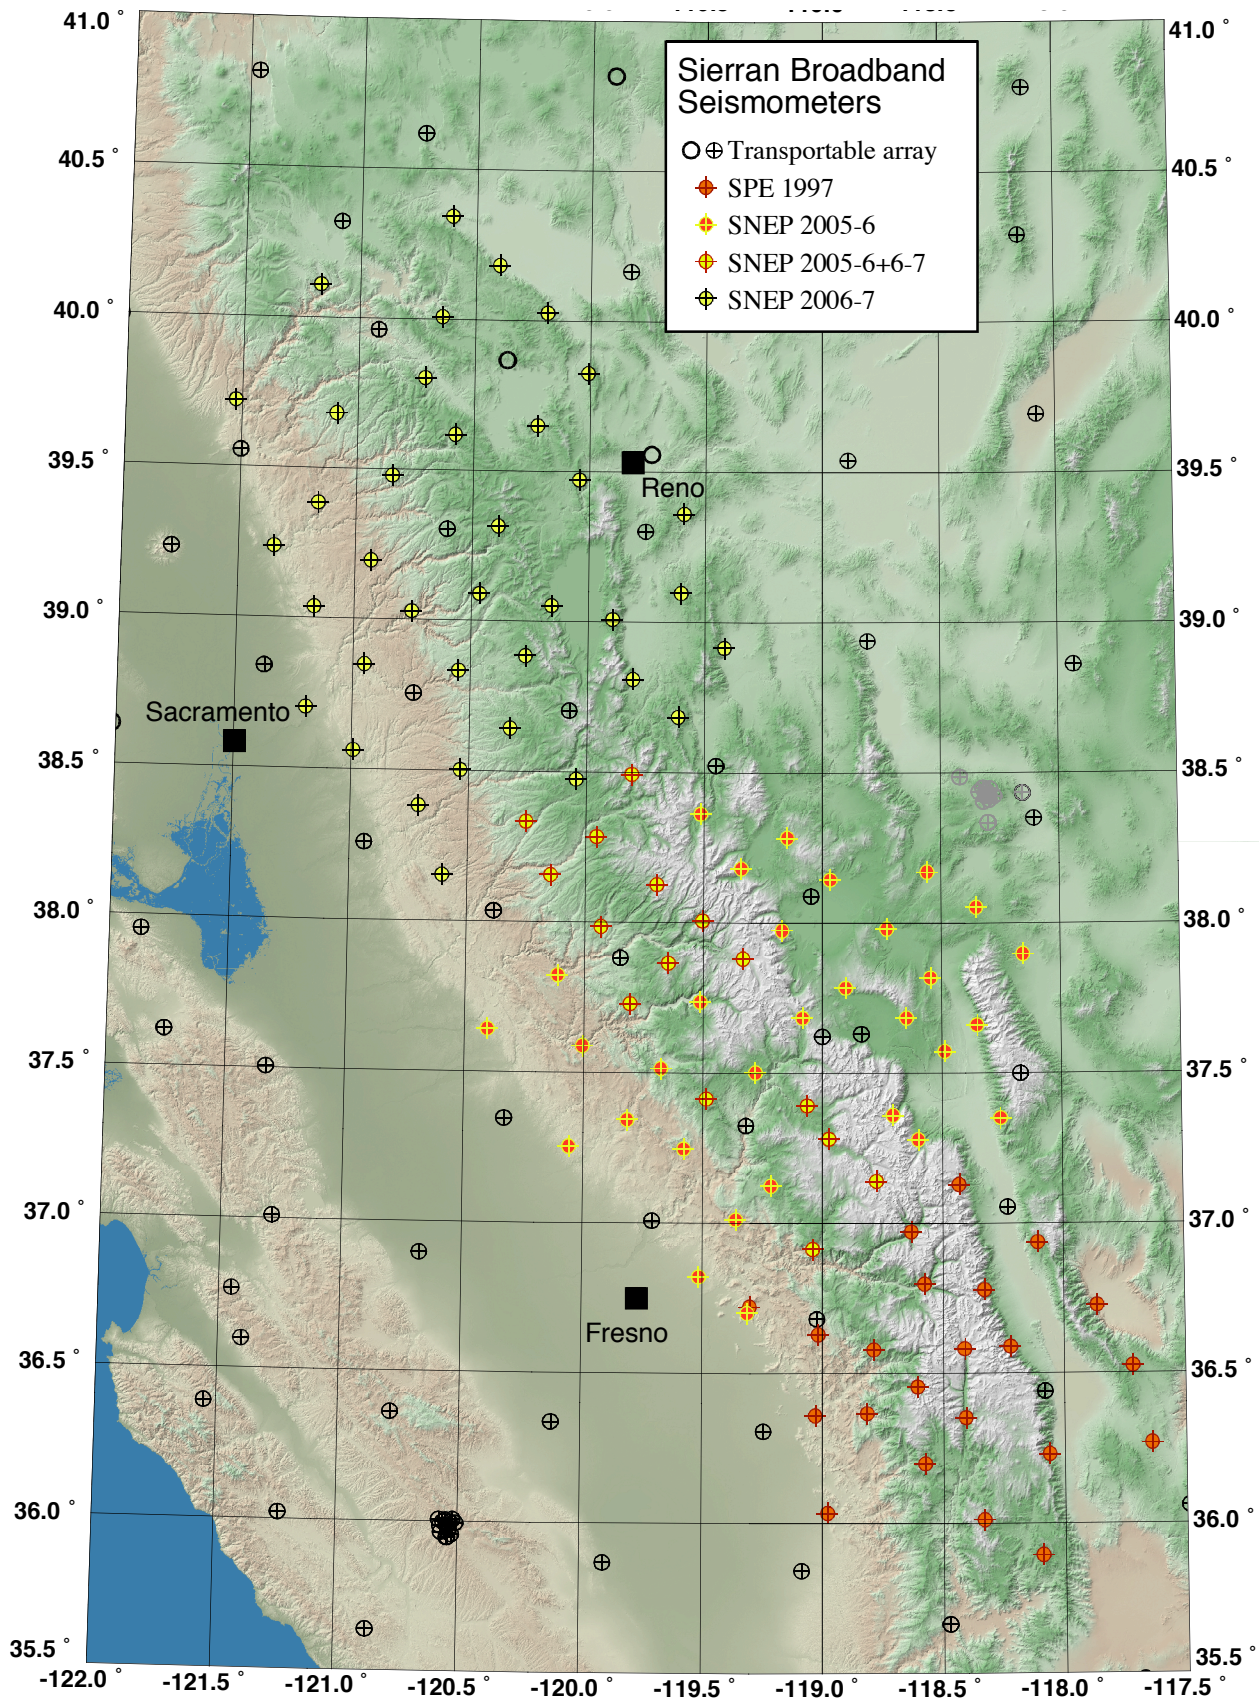 41.0 °
41.0 °
Sierran Broadband
Seismometers
Transportable array
SPE 1997
SNEP 2005-6
SNEP 2005-6+6-7
SNEP 2006-7
40.5 °
40.5 °
40.0 °
40.0 °
39.5 °
39.5 °
Reno
39.0 °
39.0 °
Sacramento
38.5 °
38.5 °
38.0 °
38.0 °
37.5 °
37.5 °
37.0 °
37.0 °
Fresno
36.5 °
36.5 °
36.0 °
36.0 °
35.5 °
35.5 °
-122.0 ° -121.5 ° -121.0 ° -120.5 ° -120.0 ° -119.5 ° -119.0 ° -118.5 ° -118.0 ° -117.5 °